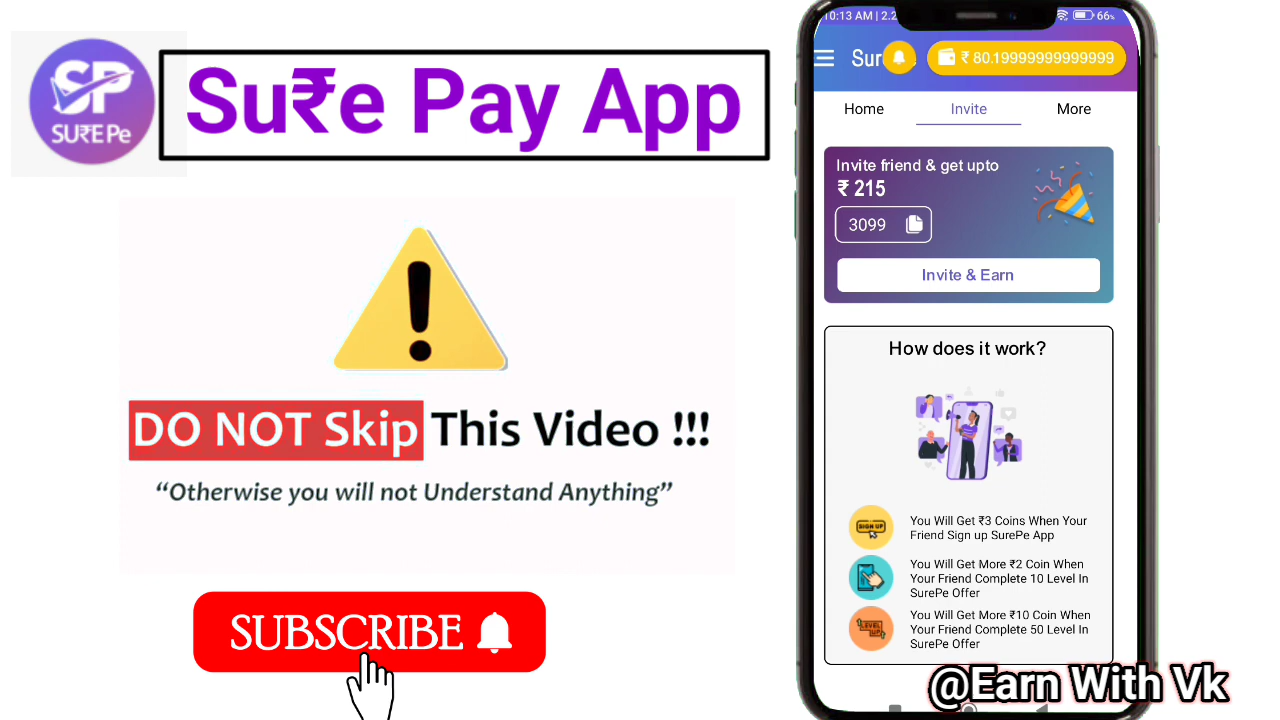 SP
SU₹E Pe
Su₹e Pay App
DO NOT Skip This Video !!!
“Otherwise you will not Understand Anything”
SUBSCRIBE
10:13 AM | 2.2
66%
Sur
₹ 80.19999999999999
Home
Invite
More
Invite friend & get upto
₹ 215
3099
Invite & Earn
How does it work?
SIGN UP
You Will Get ₹3 Coins When Your
Friend Sign up SurePe App
You Will Get More ₹2 Coin When
Your Friend Complete 10 Level In
SurePe Offer
LEVEL
UP
You Will Get More ₹10 Coin When
Your Friend Complete 50 Level In
SurePe Offer
@Earn With Vk